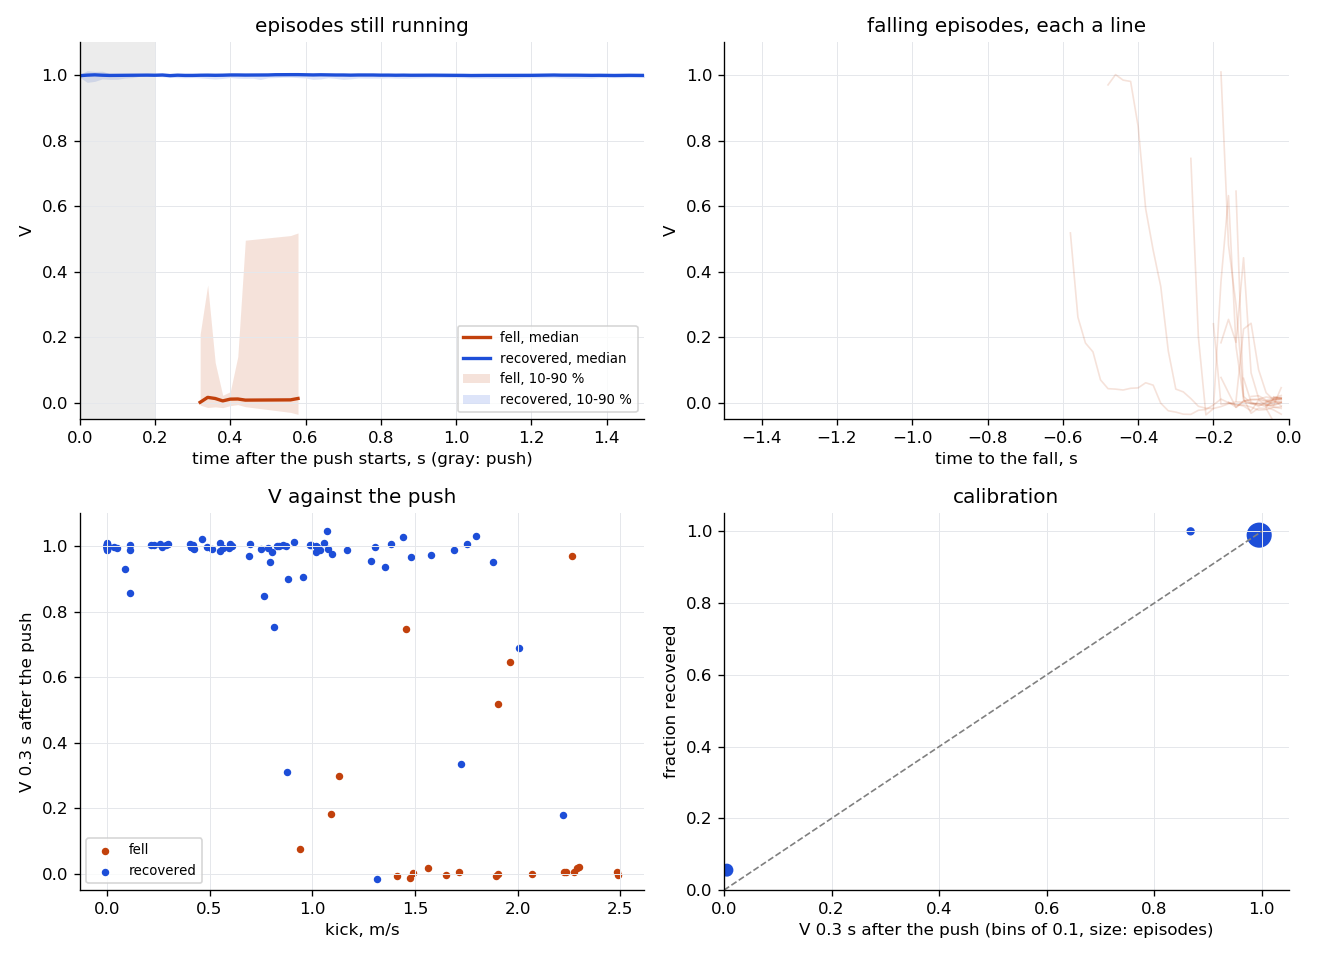 episodes still running
V
1.0
0.8
0.6
0.4
0.2
0.0
fell, median
recovered, median
fell, 10-90 %
recovered, 10-90 %
0.0 0.2 0.4 0.6 0.8 1.0 1.2 1.4
time after the push starts, s (gray: push)
falling episodes, each a line
V
1.0
0.8
0.6
0.4
0.2
0.0
−1.4 −1.2 −1.0 −0.8 −0.6 −0.4 −0.2 0.0
time to the fall, s
V against the push
V 0.3 s after the push
1.0
0.8
0.6
0.4
0.2
0.0
fell
recovered
0.0 0.5 1.0 1.5 2.0 2.5
kick, m/s
calibration
fraction recovered
1.0
0.8
0.6
0.4
0.2
0.0
0.0 0.2 0.4 0.6 0.8 1.0
V 0.3 s after the push (bins of 0.1, size: episodes)